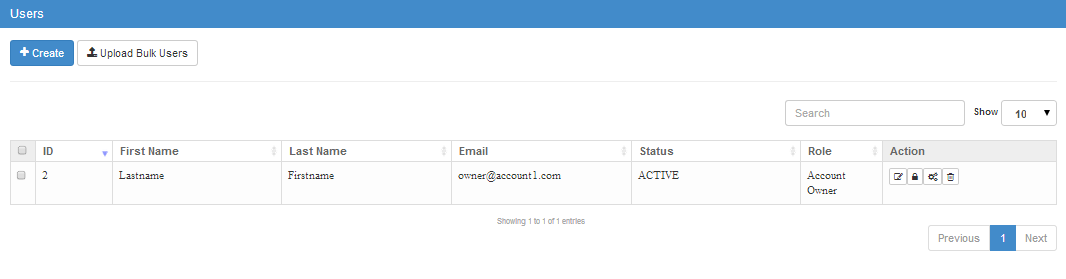 Users
Create
Upload Bulk Users
Search
Show
10
ID First Name Last Name Email Status Role Action
2 Lastname Firstname owner@account1.com ACTIVE Account
Owner
Showing 1 to 1 of 1 entries
Previous 1 Next